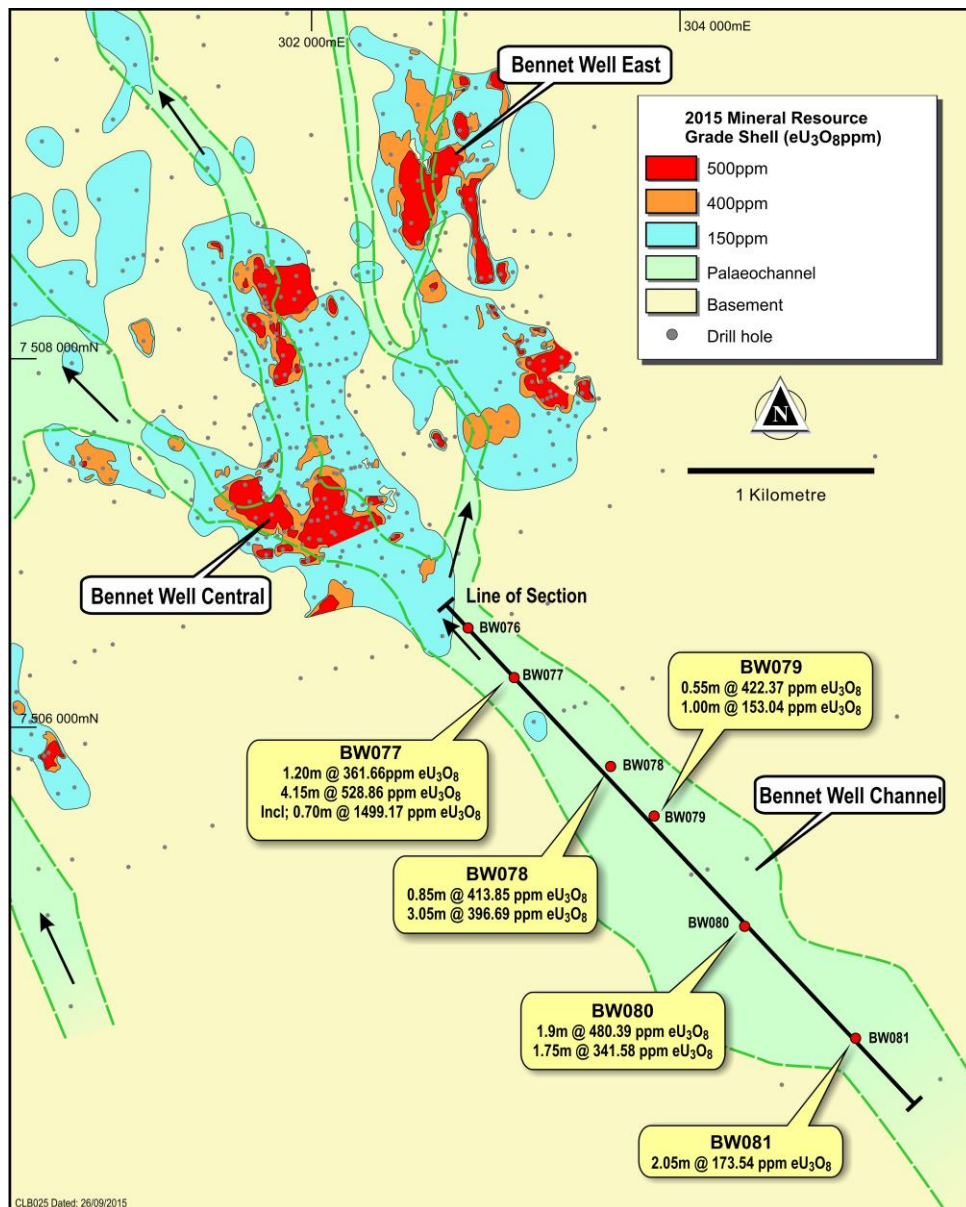 302 000mE
304 000mE
Bennet Well East
2015 Mineral Resource
Grade Shell (eU₃O₈ppm)
500ppm
400ppm
150ppm
Palaeochannel
Basement
Drill hole
7 508 000mN
N
1 Kilometre
Bennet Well Central
Line of Section
BW076
BW077
BW079
0.55m @ 422.37 ppm eU₃O₈
1.00m @ 153.04 ppm eU₃O₈
7 506 000mN
BW077
1.20m @ 361.66ppm eU₃O₈
4.15m @ 528.86 ppm eU₃O₈
Incl; 0.70m @ 1499.17 ppm eU₃O₈
BW078
Bennet Well Channel
BW079
BW078
0.85m @ 413.85 ppm eU₃O₈
3.05m @ 396.69 ppm eU₃O₈
BW080
BW080
1.9m @ 480.39 ppm eU₃O₈
1.75m @ 341.58 ppm eU₃O₈
BW081
BW081
2.05m @ 173.54 ppm eU₃O₈
CLB025 Dated: 26/09/2015